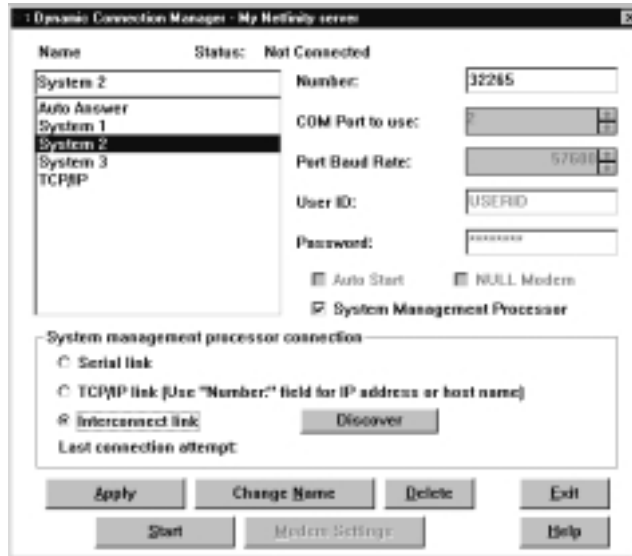 Dynamic Connection Manager - My Netfinity server
Name Status: Not Connected
System 2
Auto Answer
System 1
System 2
System 3
TCP/IP
Number: 32265
COM Port to use: 2
Port Baud Rate: 57600
User ID: USERID
Password: ********
Auto Start NULL Modem
System Management Processor
System management processor connection
Serial link
TCP/IP link (Use "Number:" field for IP address or host name)
Interconnect link Discover
Last connection attempt:
Apply Change Name Delete Exit
Start Modem Settings Help